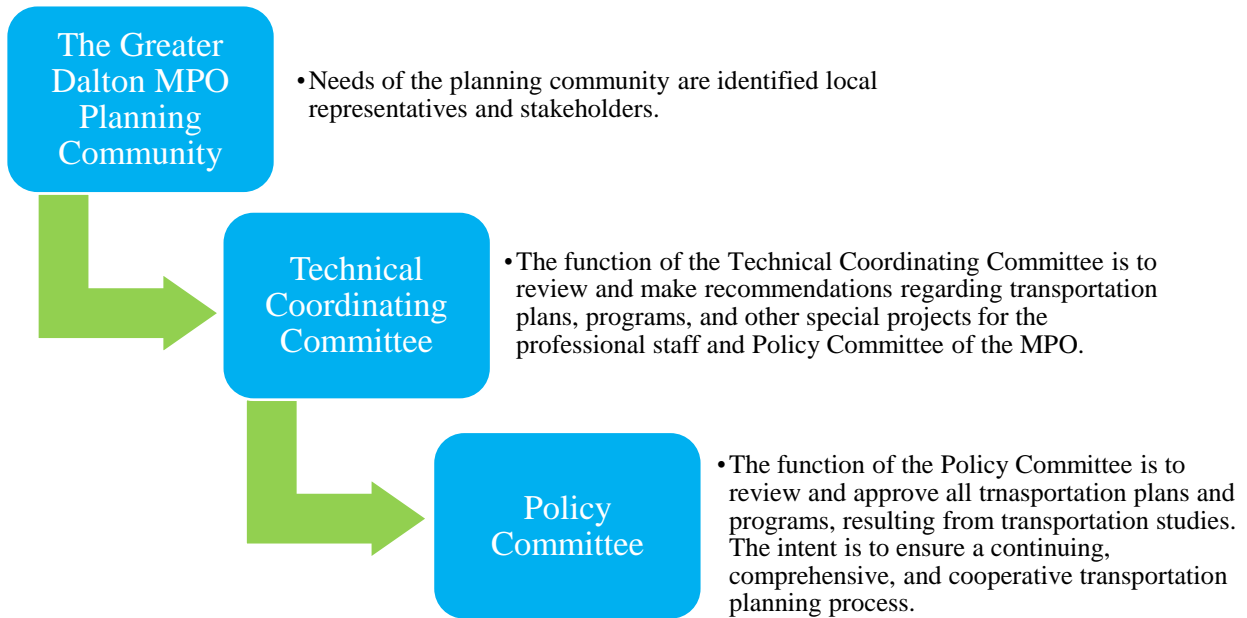 The Greater
Dalton MPO
Planning
Community
•Needs of the planning community are identified local
representatives and stakeholders.
Technical
Coordinating
Committee
•The function of the Technical Coordinating Committee is to
review and make recommendations regarding transportation
plans, programs, and other special projects for the
professional staff and Policy Committee of the MPO.
Policy
Committee
•The function of the Policy Committee is to
review and approve all trnasportation plans and
programs, resulting from transportation studies.
The intent is to ensure a continuing,
comprehensive, and cooperative transportation
planning process.